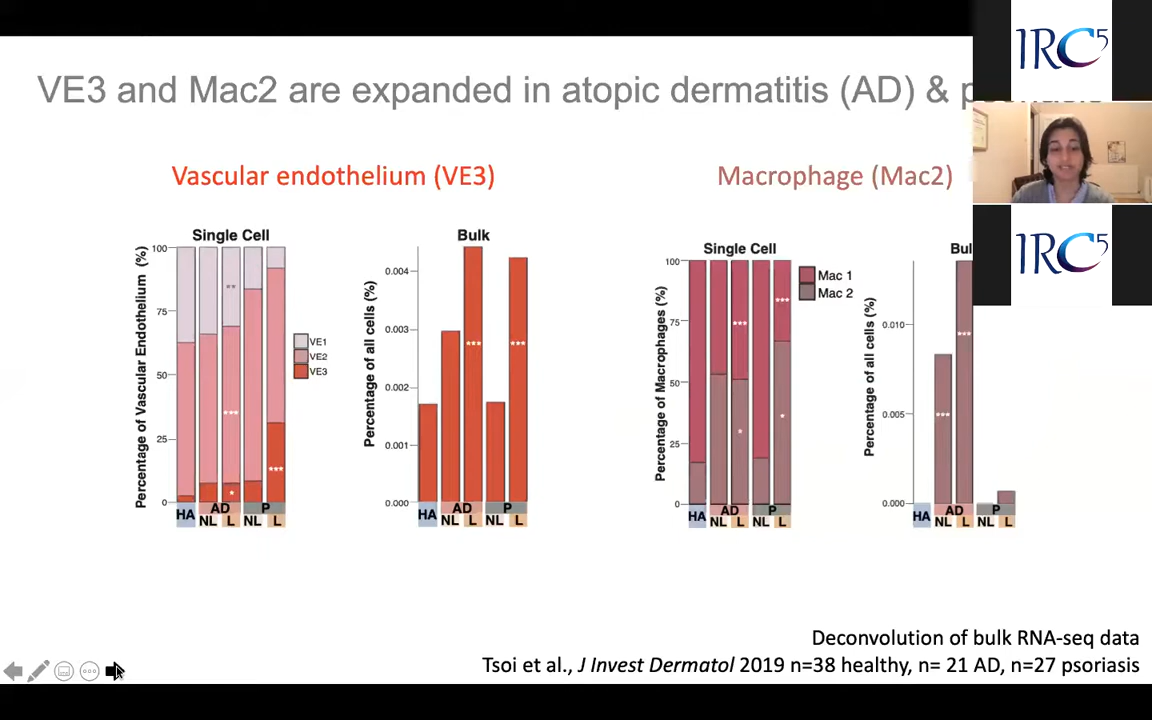 VE3 and Mac2 are expanded in atopic dermatitis (AD) &
IRC5
IRC5
Vascular endothelium (VE3)
Macrophage (Mac2)
Single Cell
Percentage of Vascular Endothelium (%)
100
75
50
25
0
**
***
*
***
VE1
VE2
VE3
HA
AD
P
NL
L
NL
L
Bulk
Percentage of all cells (%)
0.004
0.003
0.002
0.001
0.000
***
***
HA
AD
P
NL
L
NL
L
Single Cell
Percentage of Macrophages (%)
100
75
50
25
0
***
*
***
*
Mac 1
Mac 2
HA
AD
P
NL
L
NL
L
Percentage of all cells (%)
0.010
0.005
0.000
***
***
HA
AD
P
NL
L
NL
L
Deconvolution of bulk RNA-seq data
Tsoi et al., J Invest Dermatol 2019 n=38 healthy, n= 21 AD, n=27 psoriasis